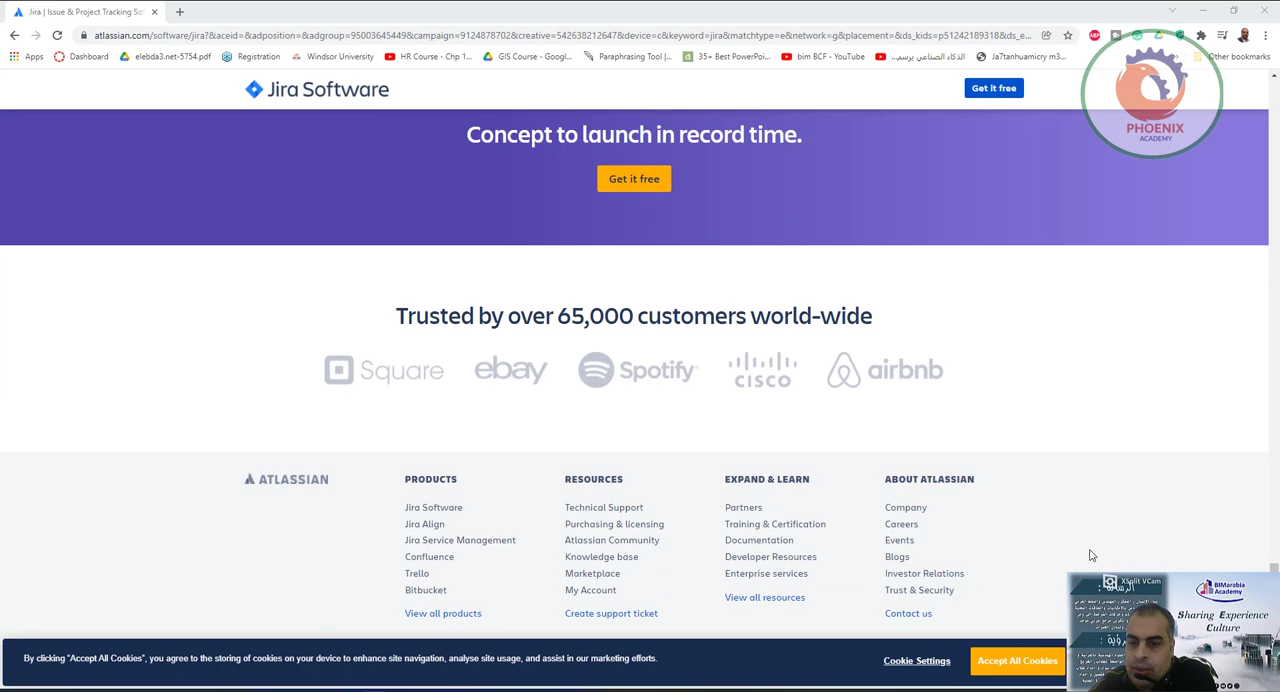 Jira | Issue & Project Tracking So
atlassian.com/software/jira?&aceid=&adposition=&adgroup=95003645449&campaign=9124878702&creative=542638212647&device=c&keyword=jira&matchtype=e&network=g&placement=&ds_kids=p51242189318&ds_e...
Apps Dashboard elebda3.net-5754.pdf Registration Windsor University HR Course - Chp 1... GIS Course - Googl... Paraphrasing Tool |... 35+ Best PowerPoi... bim BCF - YouTube الذكاء الصناعي يرسم... Ja7tanhuamicry m3... Other bookmarks
Jira Software
Get it free
PHOENIX
ACADEMY
Concept to launch in record time.
Get it free
Trusted by over 65,000 customers world-wide
Square ebay Spotify CISCO airbnb
ATLASSIAN
PRODUCTS
Jira Software
Jira Align
Jira Service Management
Confluence
Trello
Bitbucket
View all products
RESOURCES
Technical Support
Purchasing & licensing
Atlassian Community
Knowledge base
Marketplace
My Account
Create support ticket
EXPAND & LEARN
Partners
Training & Certification
Documentation
Developer Resources
Enterprise services
View all resources
ABOUT ATLASSIAN
Company
Careers
Events
Blogs
Investor Relations
Trust & Security
Contact us
By clicking "Accept All Cookies", you agree to the storing of cookies on your device to enhance site navigation, analyse site usage, and assist in our marketing efforts.
Cookie Settings
Accept All Cookies
XSplit VCam
BIMarabia
Academy
Sharing Experience
Culture